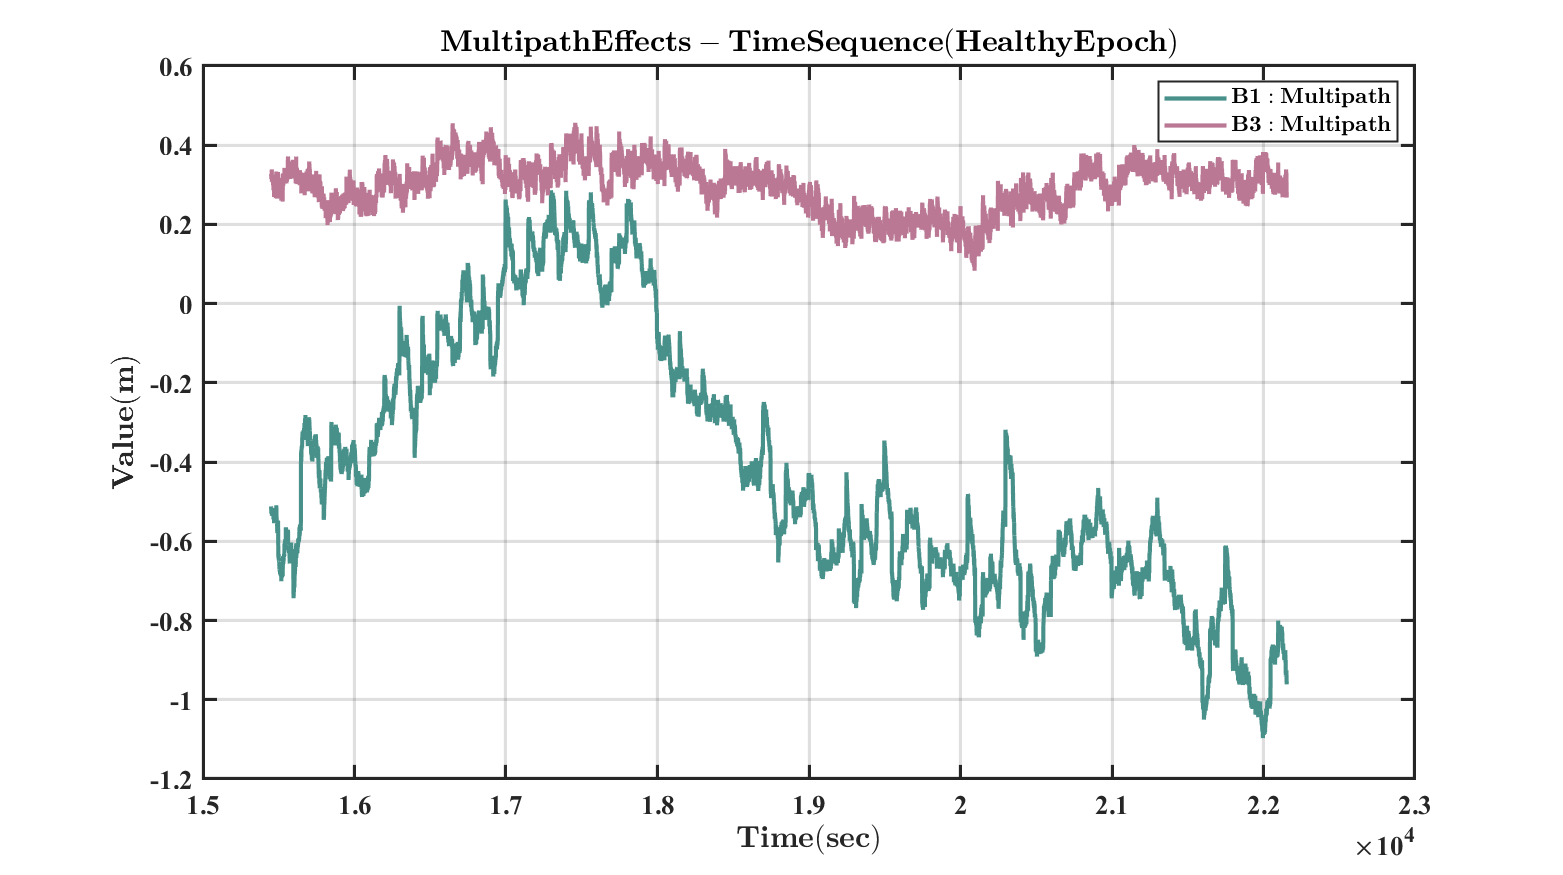 MultipathEffects – TimeSequence(HealthyEpoch)
B1 : Multipath
B3 : Multipath
Value(m)
0.6
0.4
0.2
0
-0.2
-0.4
-0.6
-0.8
-1
-1.2
1.5 1.6 1.7 1.8 1.9 2 2.1 2.2 2.3
Time(sec)
×10⁴